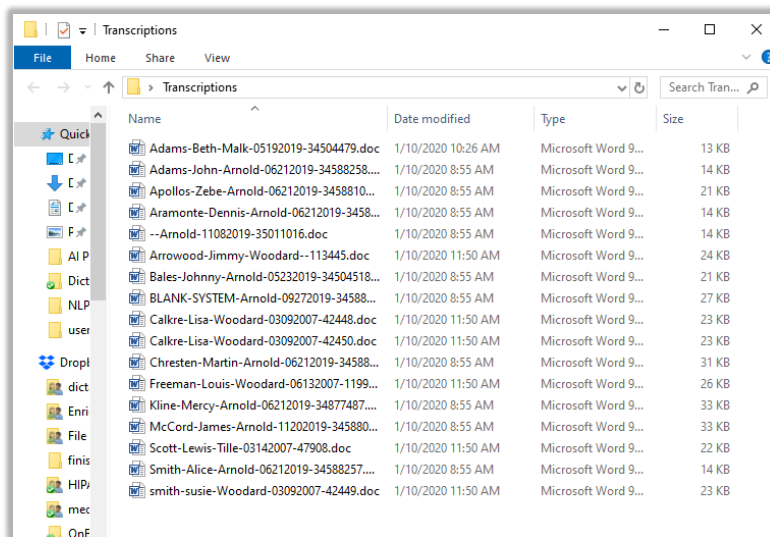 Transcriptions
File Home Share View
Transcriptions Search Tran...
Name Date modified Type Size
Quick
Adams-Beth-Malk-05192019-34504479.doc 1/10/2020 10:26 AM Microsoft Word 9... 13 KB
Adams-John-Arnold-06212019-34588258.... 1/10/2020 8:55 AM Microsoft Word 9... 14 KB
Apollos-Zebe-Arnold-06212019-3458810... 1/10/2020 8:55 AM Microsoft Word 9... 21 KB
Aramonte-Dennis-Arnold-06212019-3458... 1/10/2020 8:55 AM Microsoft Word 9... 14 KB
--Arnold-11082019-35011016.doc 1/10/2020 8:55 AM Microsoft Word 9... 14 KB
AI P
Arrowood-Jimmy-Woodard--113445.doc 1/10/2020 11:50 AM Microsoft Word 9... 24 KB
Dict
Bales-Johnny-Arnold-05232019-34504518... 1/10/2020 8:55 AM Microsoft Word 9... 21 KB
NLP
BLANK-SYSTEM-Arnold-09272019-34588... 1/10/2020 8:55 AM Microsoft Word 9... 27 KB
user
Calkre-Lisa-Woodard-03092007-42448.doc 1/10/2020 11:50 AM Microsoft Word 9... 23 KB
Calkre-Lisa-Woodard-03092007-42450.doc 1/10/2020 11:50 AM Microsoft Word 9... 23 KB
Dropb
Chresten-Martin-Arnold-06212019-34588... 1/10/2020 8:55 AM Microsoft Word 9... 31 KB
dict
Freeman-Louis-Woodard-06132007-1199... 1/10/2020 11:50 AM Microsoft Word 9... 26 KB
Enri
Kline-Mercy-Arnold-06212019-34877487.... 1/10/2020 8:55 AM Microsoft Word 9... 33 KB
File
McCord-James-Arnold-11202019-345880... 1/10/2020 8:55 AM Microsoft Word 9... 33 KB
finis
Scott-Lewis-Tille-03142007-47908.doc 1/10/2020 11:50 AM Microsoft Word 9... 22 KB
Smith-Alice-Arnold-06212019-34588257.... 1/10/2020 8:55 AM Microsoft Word 9... 14 KB
HIPA
smith-susie-Woodard-03092007-42449.doc 1/10/2020 11:50 AM Microsoft Word 9... 23 KB
med